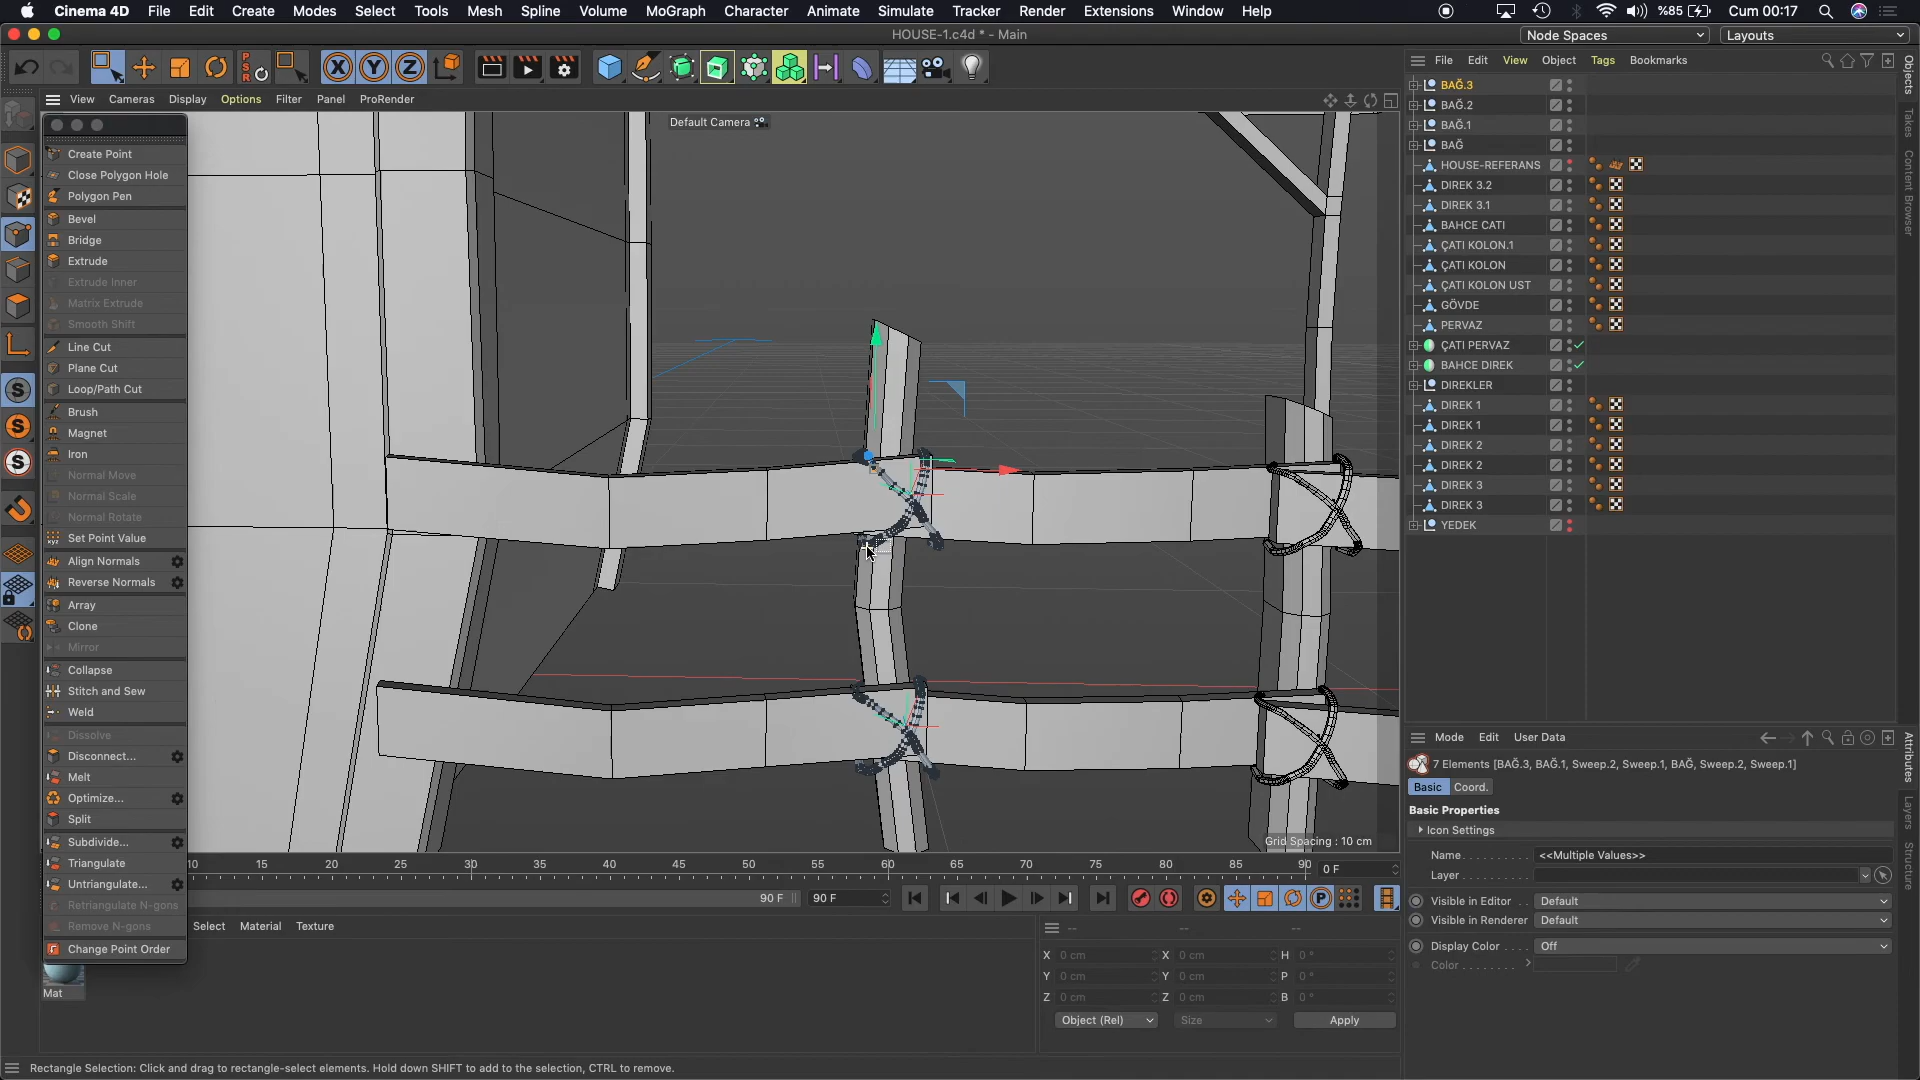 Cinema 4D File Edit Create Modes Select Tools Mesh Spline Volume MoGraph Character Animate Simulate Tracker Render Extensions Window Help
%85 Cum 00:17
HOUSE-1.c4d * - Main
Node Spaces
Layouts
View Cameras Display Options Filter Panel ProRender
Default Camera
Create Point
Close Polygon Hole
Polygon Pen
Bevel
Bridge
Extrude
Extrude Inner
Matrix Extrude
Smooth Shift
Line Cut
Plane Cut
Loop/Path Cut
Brush
Magnet
Iron
Normal Move
Normal Scale
Normal Rotate
Set Point Value
Align Normals
Reverse Normals
Array
Clone
Mirror
Collapse
Stitch and Sew
Weld
Dissolve
Disconnect...
Melt
Optimize...
Split
Subdivide...
Triangulate
Untriangulate...
Retriangulate N-gons
Remove N-gons
Change Point Order
Grid Spacing : 10 cm
10 15 20 25 30 35 40 45 50 55 60 65 70 75 80 85 90
0 F
90 F
90 F
Select Material Texture
Mat
-- -- --
X 0 cm X 0 cm H 0 °
Y 0 cm Y 0 cm P 0 °
Z 0 cm Z 0 cm B 0 °
Object (Rel) Size Apply
File Edit View Object Tags Bookmarks
BAĞ.3
BAĞ.2
BAĞ.1
BAĞ
HOUSE-REFERANS
DIREK 3.2
DIREK 3.1
BAHCE CATI
ÇATI KOLON.1
ÇATI KOLON
ÇATI KOLON UST
GÖVDE
PERVAZ
ÇATI PERVAZ
BAHCE DIREK
DIREKLER
DIREK 1
DIREK 1
DIREK 2
DIREK 2
DIREK 3
DIREK 3
YEDEK
Objects
Takes
Content Browser
Mode Edit User Data
7 Elements [BAĞ.3, BAĞ.1, Sweep.2, Sweep.1, BAĞ, Sweep.2, Sweep.1]
Basic Coord.
Basic Properties
Icon Settings
Name . . . . . . . . . <<Multiple Values>>
Layer . . . . . . . . .
Visible in Editor . . Default
Visible in Renderer Default
Display Color . . . . Off
Color . . . . . . . .
Attributes
Layers
Structure
Rectangle Selection: Click and drag to rectangle-select elements. Hold down SHIFT to add to the selection, CTRL to remove.